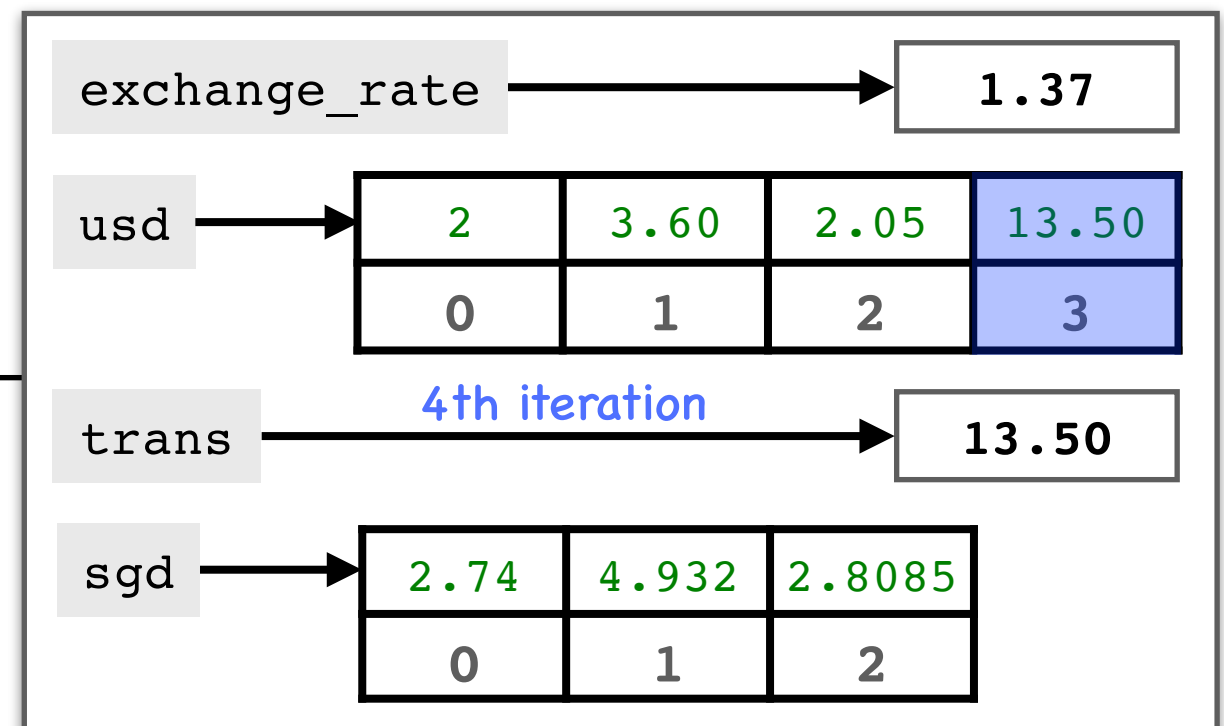 exchange_rate 1.37
usd 2 3.60 2.05 13.50
0 1 2 3
4th iteration
trans 13.50
sgd 2.74 4.932 2.8085
0 1 2